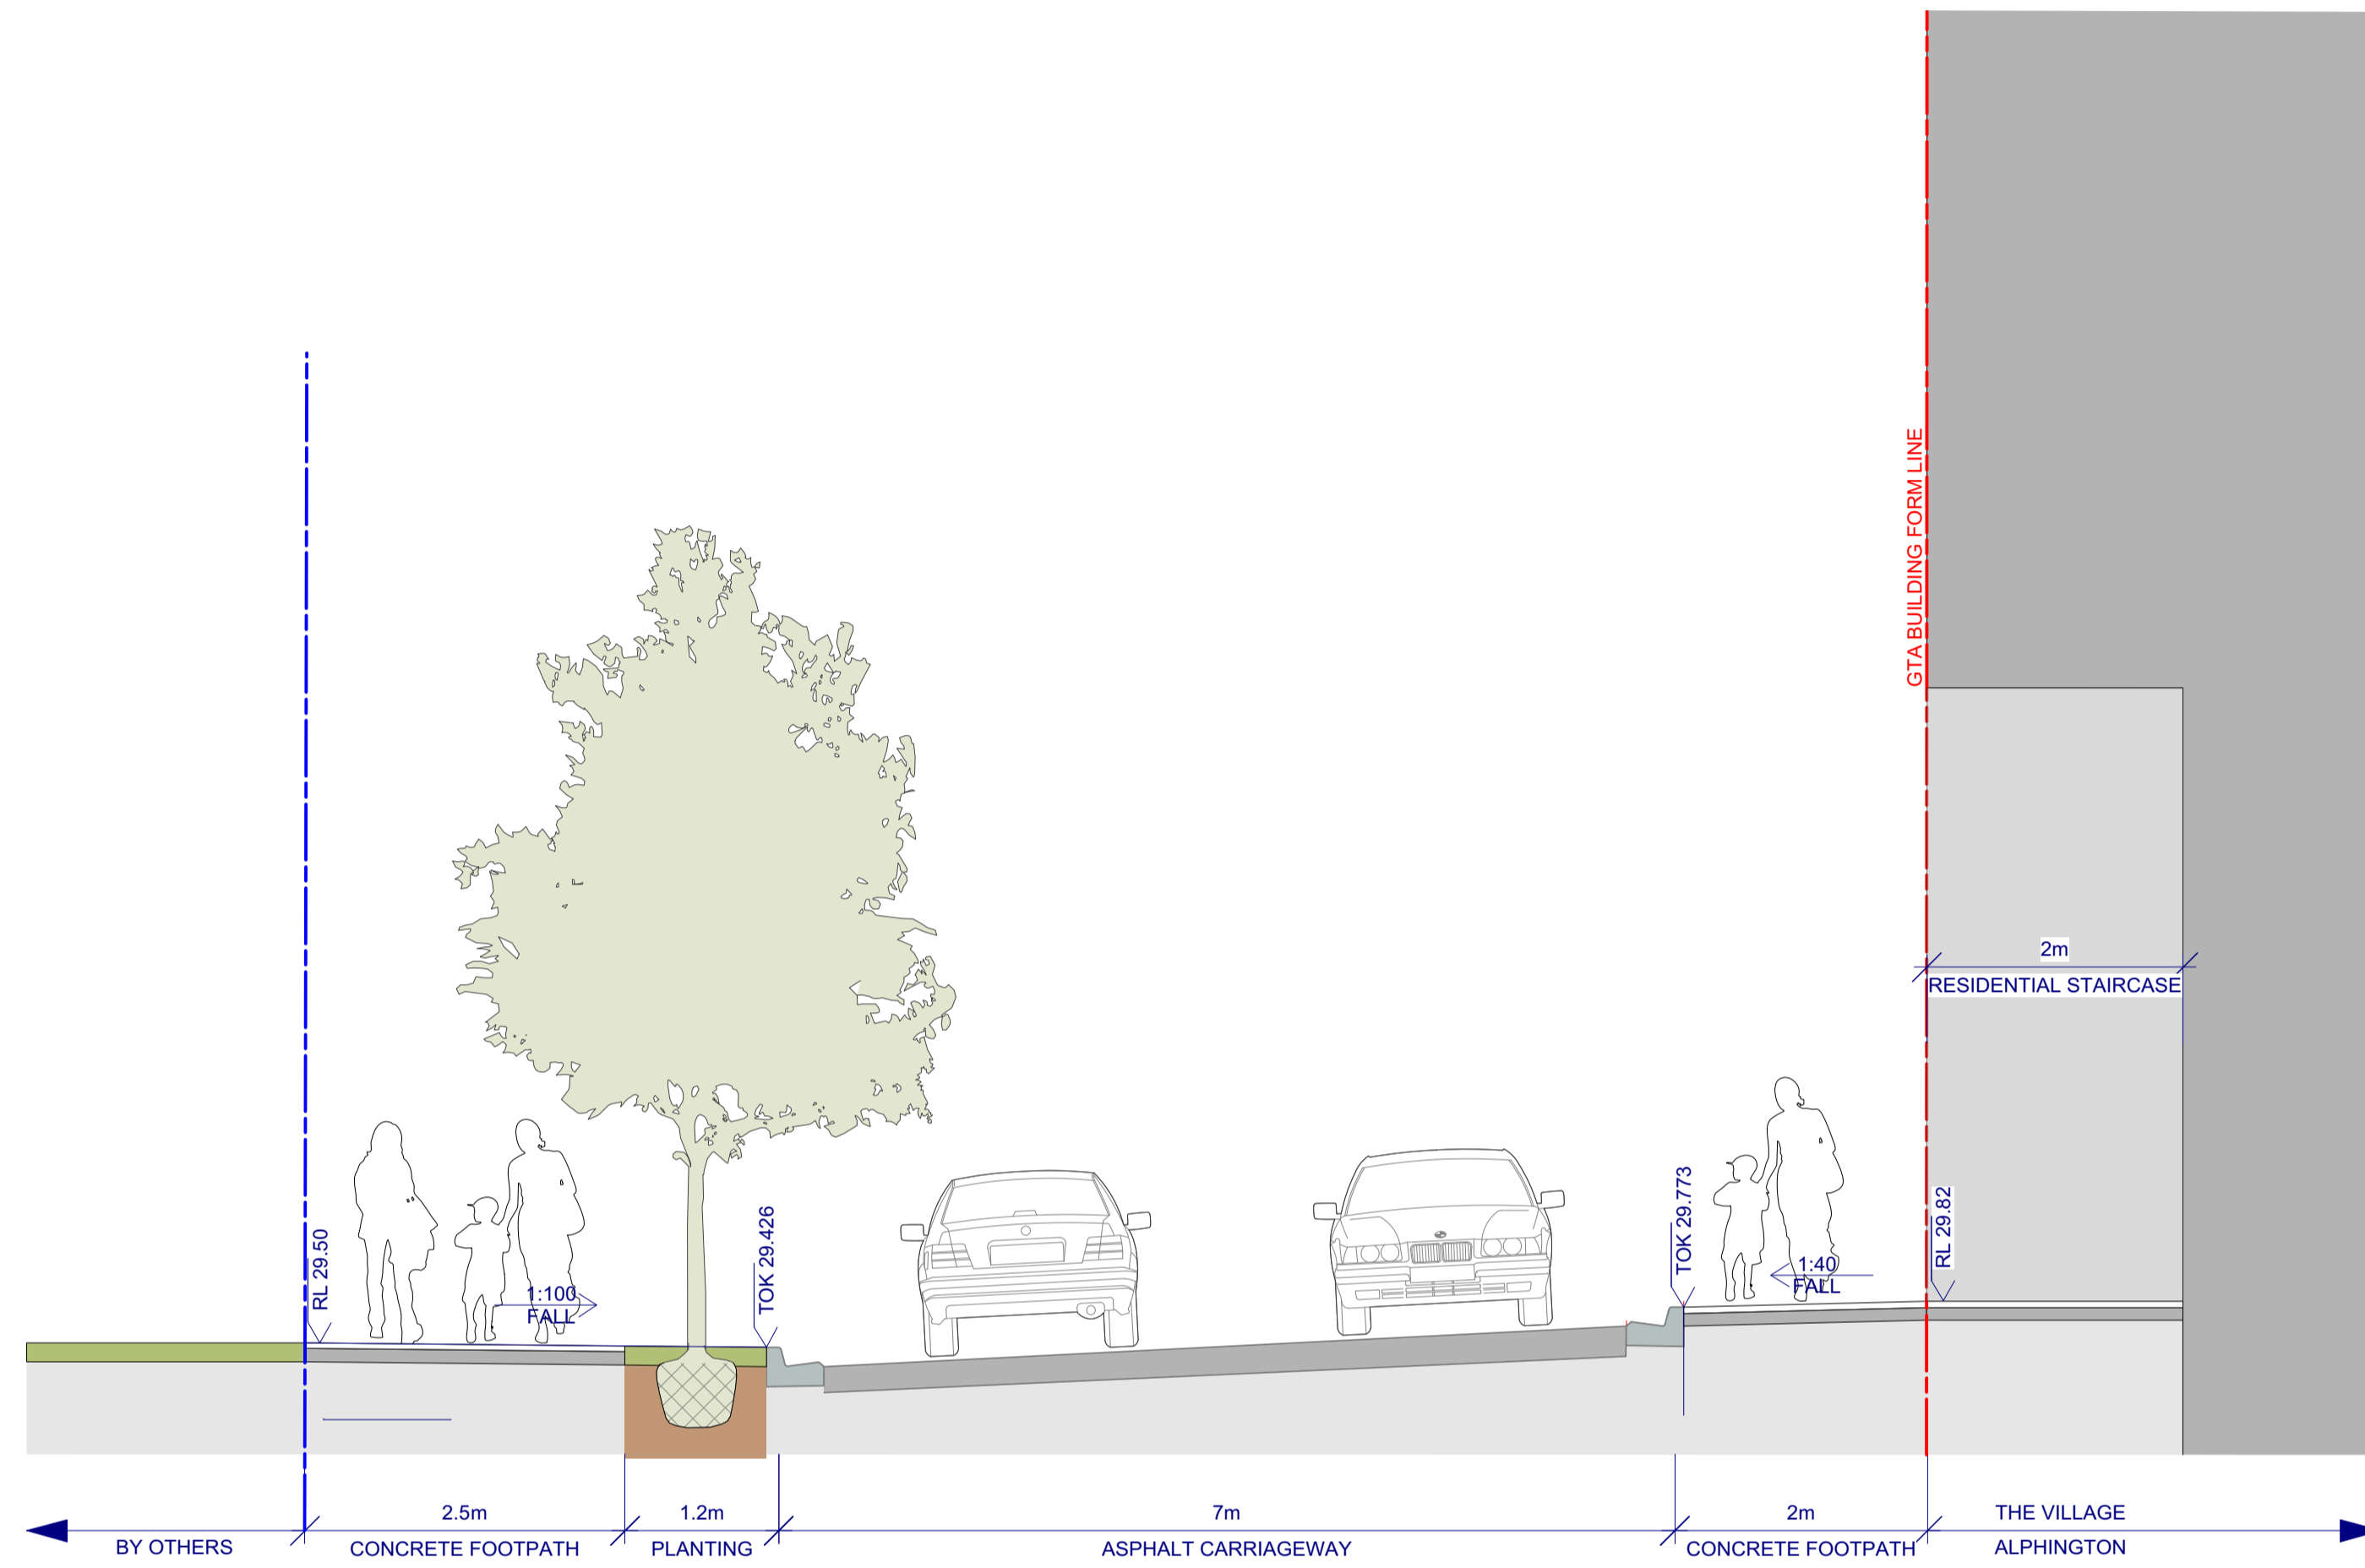 GTA BUILDING FORM LINE
2m
RESIDENTIAL STAIRCASE
RL 29.50
1:100
FALL
TOK 29.426
TOK 29.773
1:40
FALL
RL 29.82
2.5m
1.2m
7m
2m
THE VILLAGE
BY OTHERS
CONCRETE FOOTPATH
PLANTING
ASPHALT CARRIAGEWAY
CONCRETE FOOTPATH
ALPHINGTON